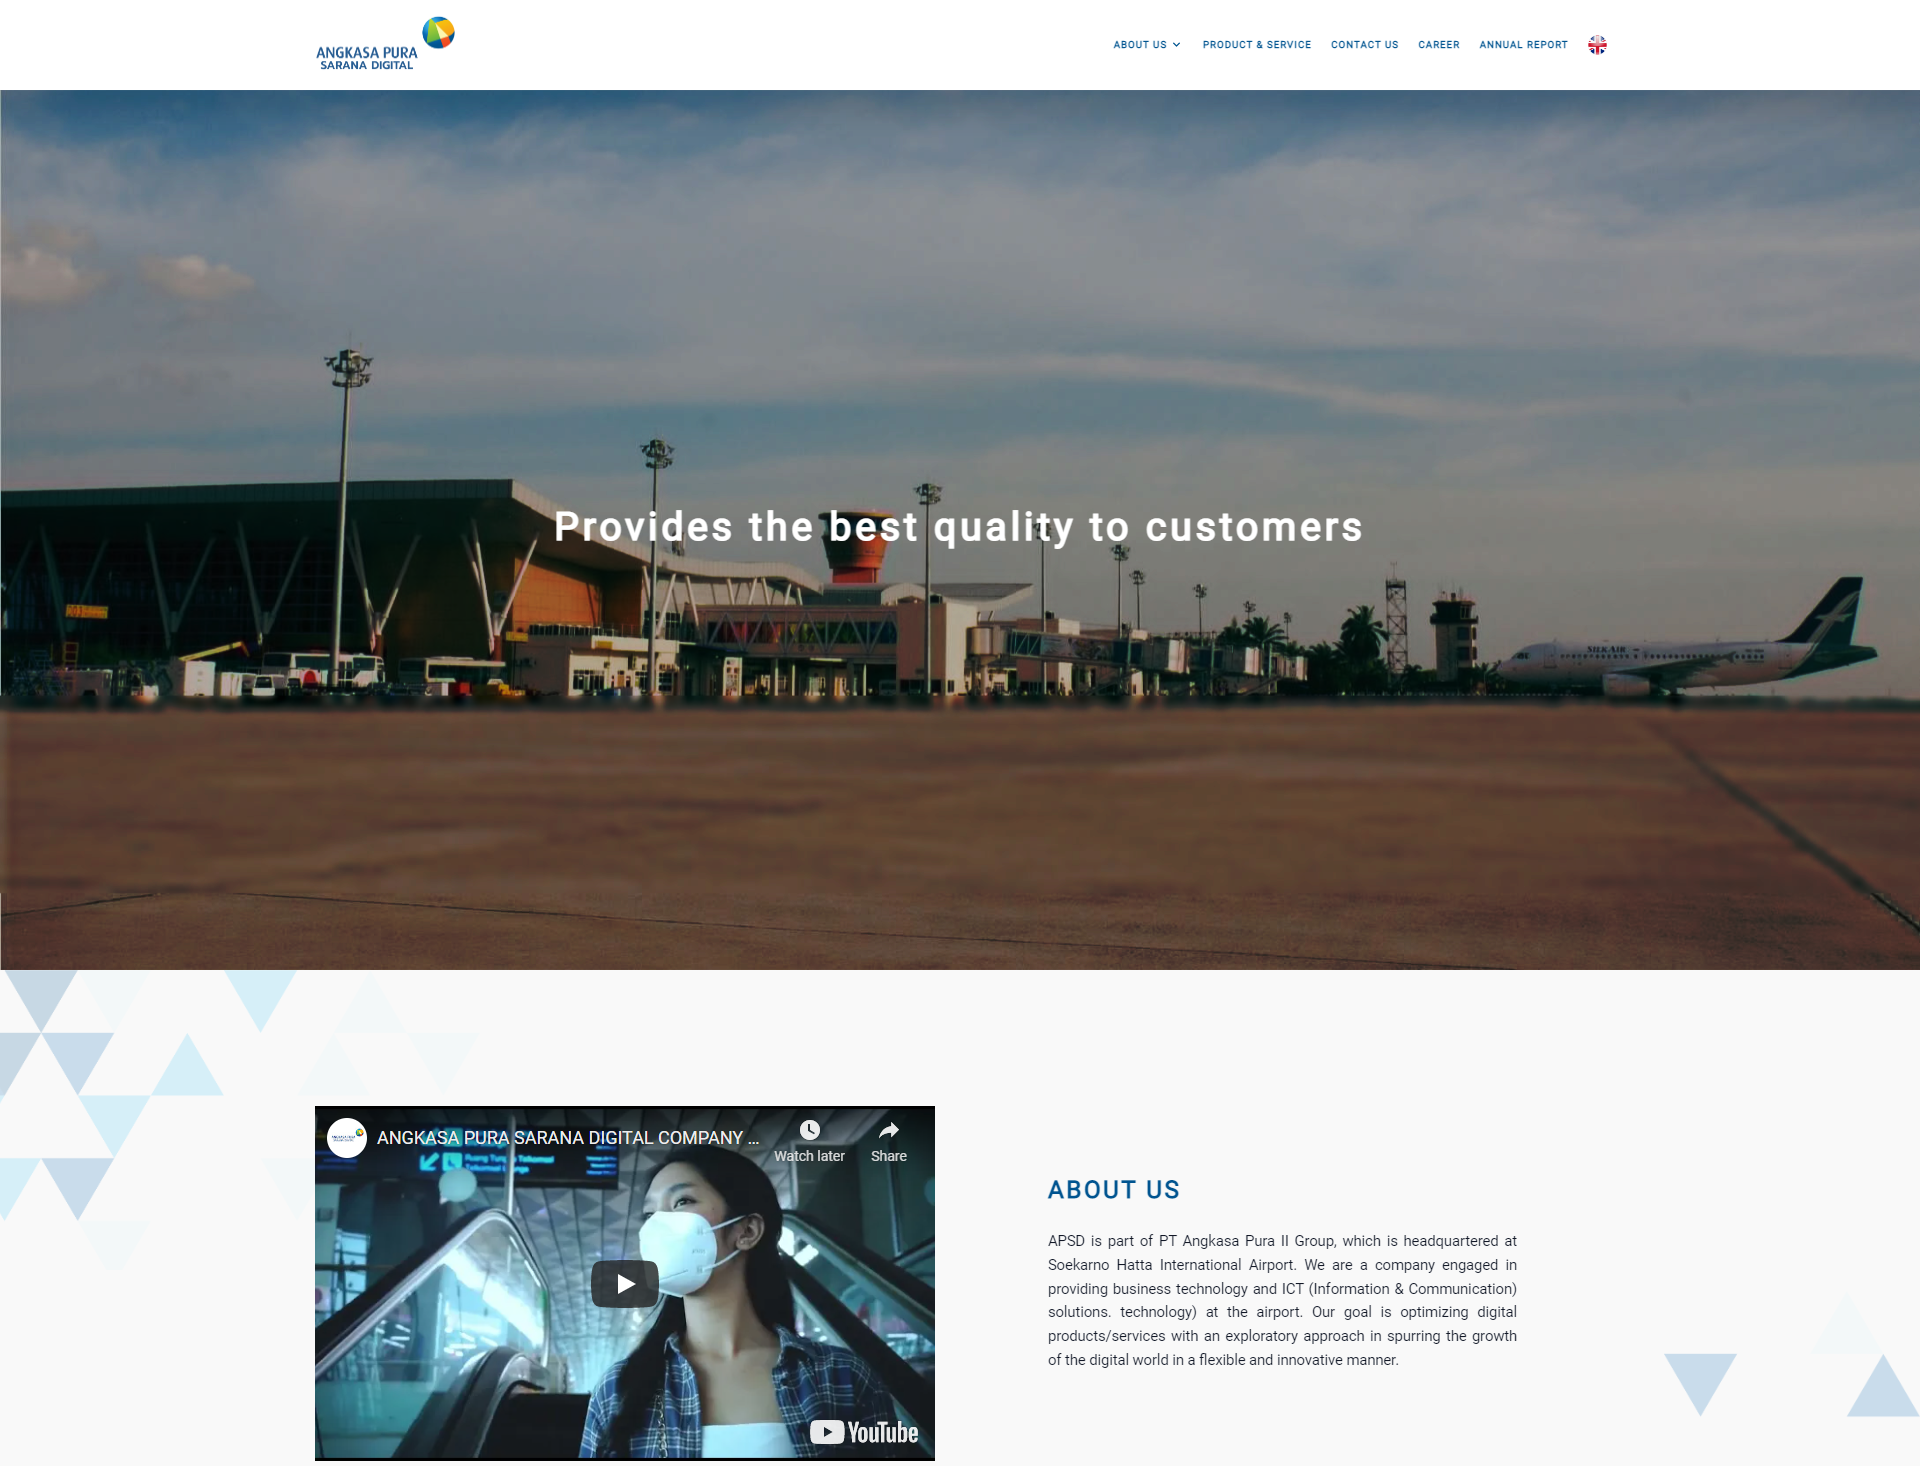 ANGKASA PURA
SARANA DIGITAL
ABOUT US
PRODUCT & SERVICE
CONTACT US
CAREER
ANNUAL REPORT
Provides the best quality to customers
SILKAIR
ANGKASA PURA SARANA DIGITAL COMPANY ...
Watch later
Share
YouTube
ABOUT US
APSD is part of PT Angkasa Pura II Group, which is headquartered at
Soekarno Hatta International Airport. We are a company engaged in
providing business technology and ICT (Information & Communication)
solutions. technology) at the airport. Our goal is optimizing digital
products/services with an exploratory approach in spurring the growth
of the digital world in a flexible and innovative manner.